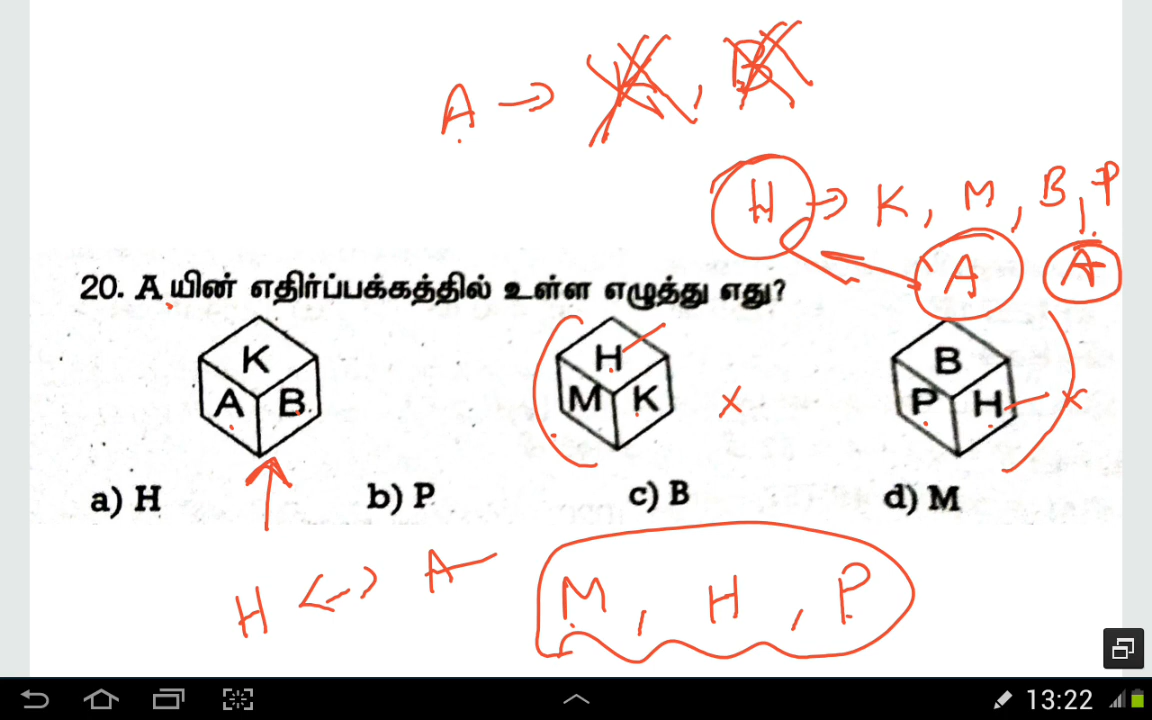 A → K, B
H → K, M, B, P
A A
20. A யின் எதிர்ப்பக்கத்தில் உள்ள எழுத்து எது?
K A B
H M K ×
B P H ×
a) H b) P c) B d) M
H <-> A
M, H, P
13:22